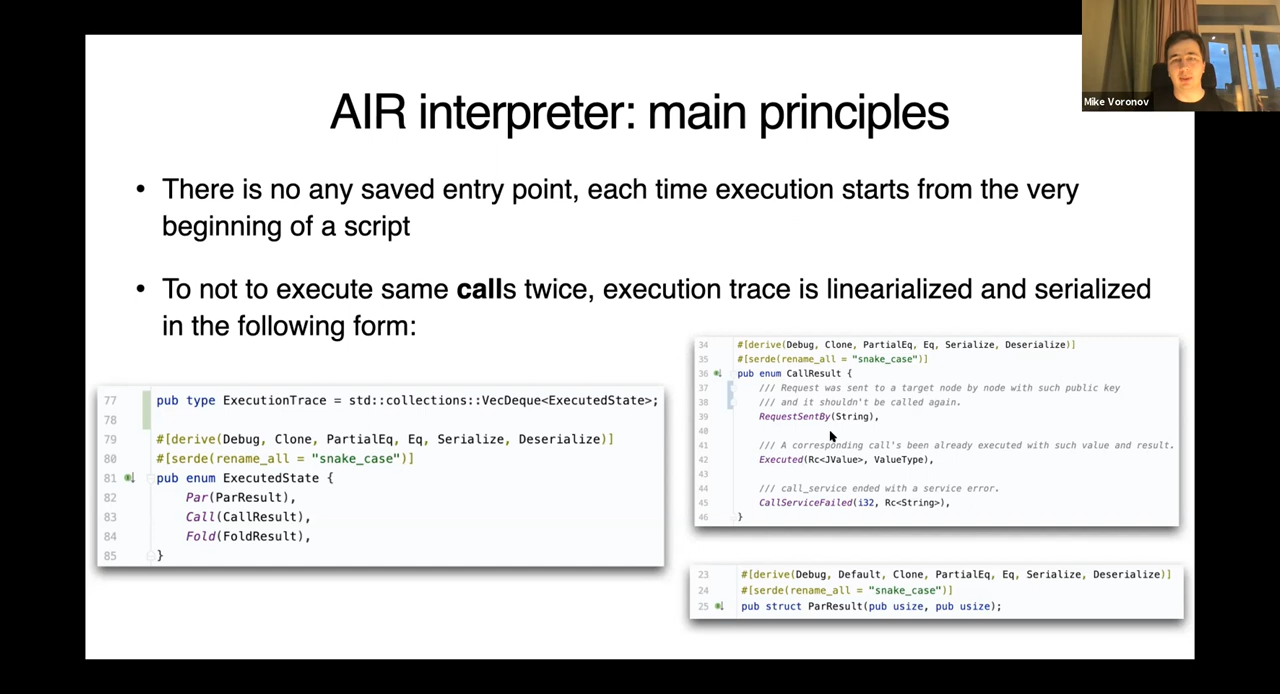 Mike Voronov
AIR interpreter: main principles
• There is no any saved entry point, each time execution starts from the very
beginning of a script
• To not to execute same calls twice, execution trace is linearialized and serialized
in the following form:
77 pub type ExecutionTrace = std::collections::VecDeque<ExecutedState>;
78
79 #[derive(Debug, Clone, PartialEq, Eq, Serialize, Deserialize)]
80 #[serde(rename_all = "snake_case")]
81 pub enum ExecutedState {
82 Par(ParResult),
83 Call(CallResult),
84 Fold(FoldResult),
85 }
34 #[derive(Debug, Clone, PartialEq, Eq, Serialize, Deserialize)]
35 #[serde(rename_all = "snake_case")]
36 pub enum CallResult {
37 /// Request was sent to a target node by node with such public key
38 /// and it shouldn't be called again.
39 RequestSentBy(String),
40
41 /// A corresponding call's been already executed with such value and result.
42 Executed(Rc<JValue>, ValueType),
43
44 /// call_service ended with a service error.
45 CallServiceFailed(i32, Rc<String>),
46 }
23 #[derive(Debug, Default, Clone, PartialEq, Eq, Serialize, Deserialize)]
24 #[serde(rename_all = "snake_case")]
25 pub struct ParResult(pub usize, pub usize);